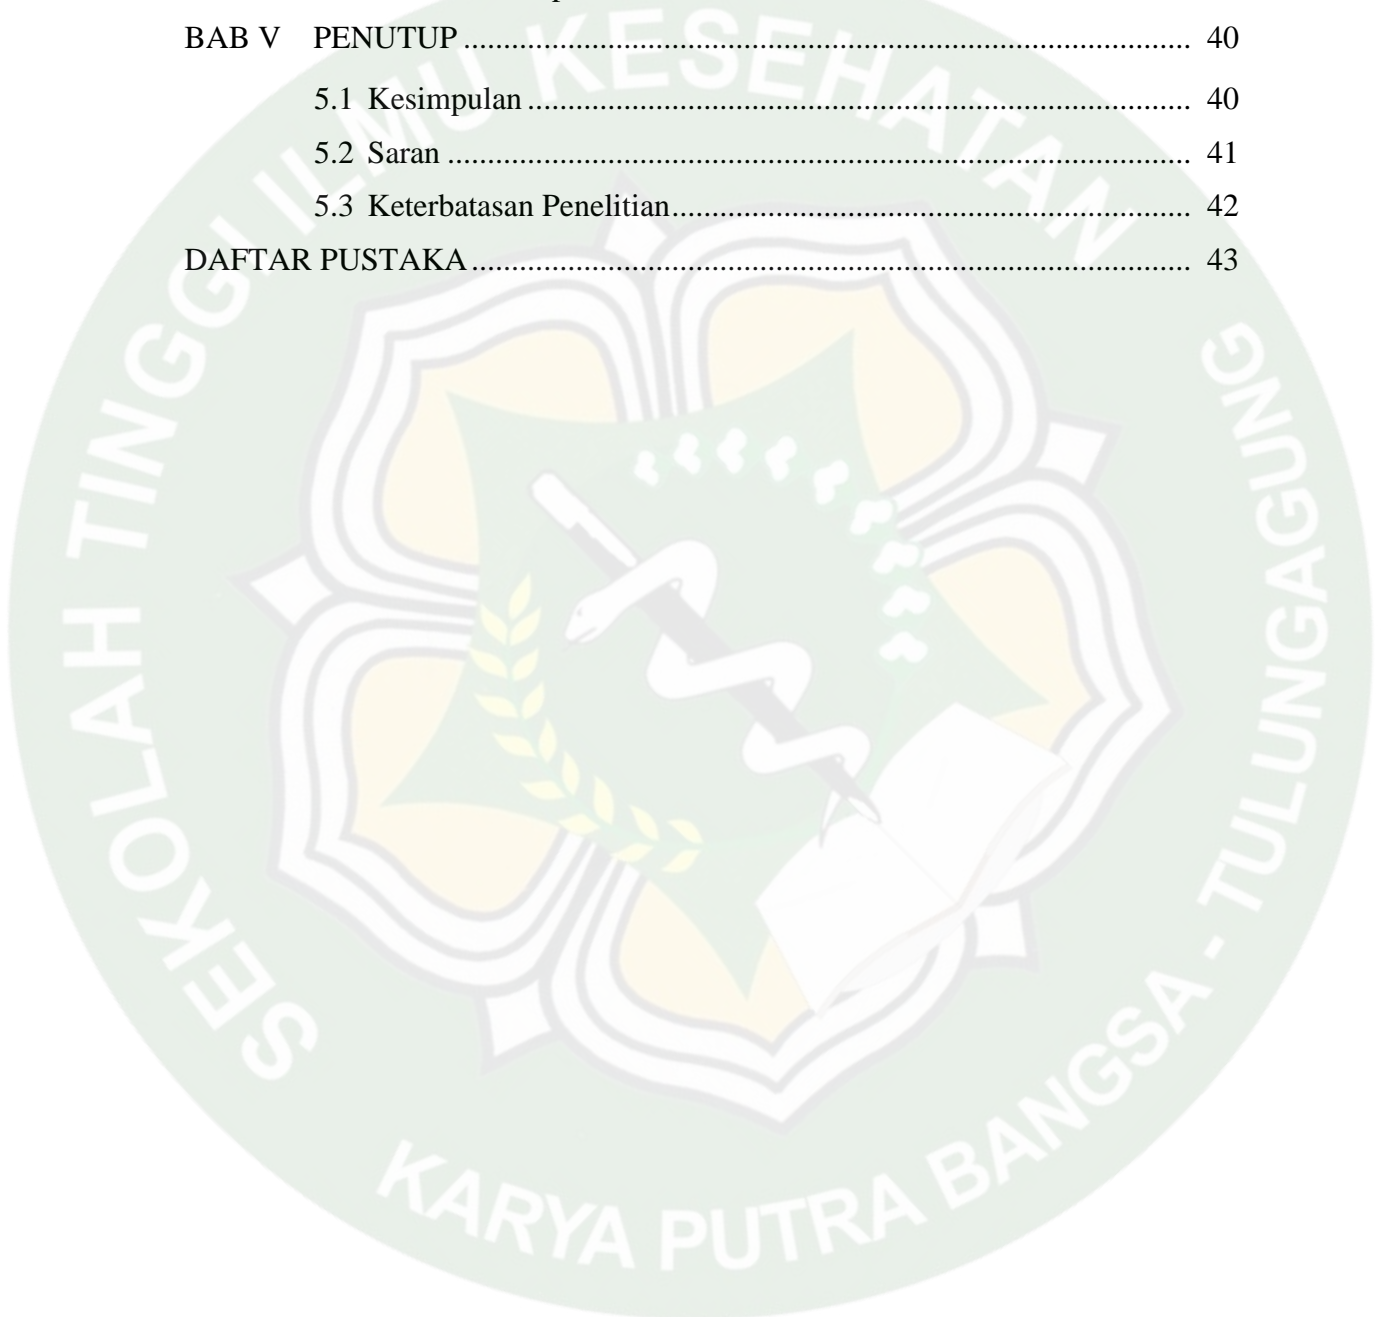 BAB V PENUTUP ........................................................................................... 40
5.1 Kesimpulan ................................................................................... 40
5.2 Saran ............................................................................................. 41
5.3 Keterbatasan Penelitian................................................................. 42
DAFTAR PUSTAKA.......................................................................................... 43
SEKOLAH TINGGI ILMU KESEHATAN
KARYA PUTRA BANGSA - TULUNGAGUNG